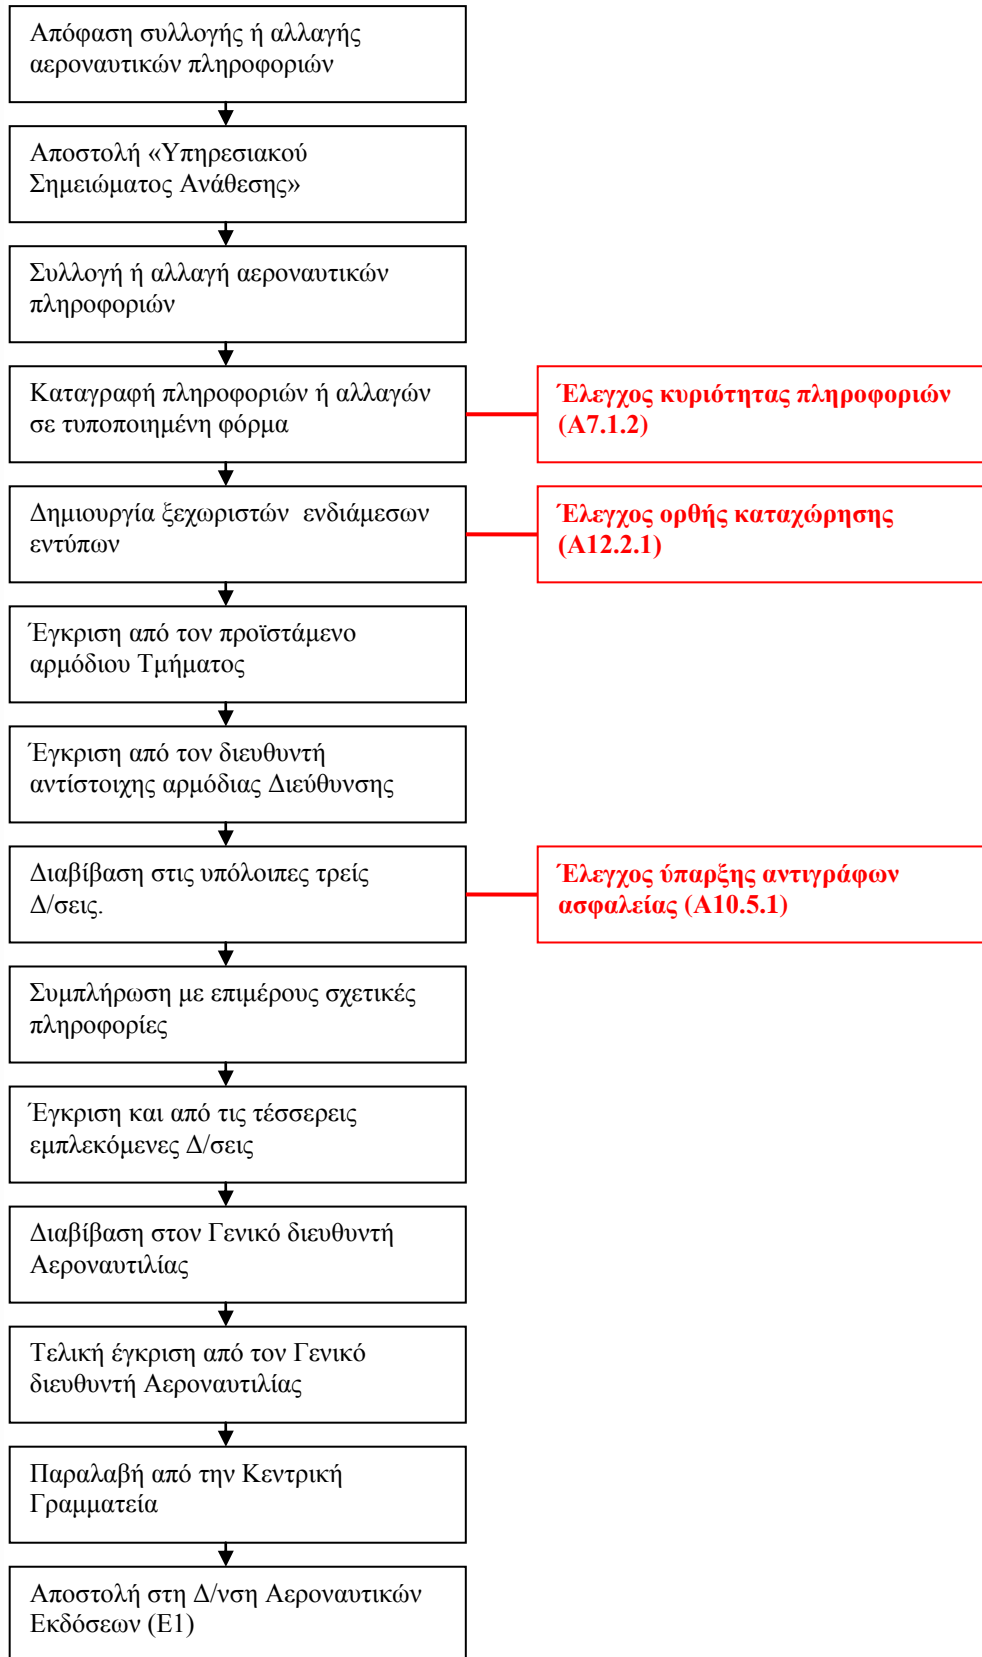 Απόφαση συλλογής ή αλλαγής
αεροναυτικών πληροφοριών
Αποστολή «Υπηρεσιακού
Σημειώματος Ανάθεσης»
Συλλογή ή αλλαγή αεροναυτικών
πληροφοριών
Καταγραφή πληροφοριών ή αλλαγών
σε τυποποιημένη φόρμα
Έλεγχος κυριότητας πληροφοριών
(Α7.1.2)
Δημιουργία ξεχωριστών ενδιάμεσων
εντύπων
Έλεγχος ορθής καταχώρησης
(Α12.2.1)
Έγκριση από τον προϊστάμενο
αρμόδιου Τμήματος
Έγκριση από τον διευθυντή
αντίστοιχης αρμόδιας Διεύθυνσης
Διαβίβαση στις υπόλοιπες τρείς
Δ/σεις.
Έλεγχος ύπαρξης αντιγράφων
ασφαλείας (Α10.5.1)
Συμπλήρωση με επιμέρους σχετικές
πληροφορίες
Έγκριση και από τις τέσσερεις
εμπλεκόμενες Δ/σεις
Διαβίβαση στον Γενικό διευθυντή
Αεροναυτιλίας
Τελική έγκριση από τον Γενικό
διευθυντή Αεροναυτιλίας
Παραλαβή από την Κεντρική
Γραμματεία
Αποστολή στη Δ/νση Αεροναυτικών
Εκδόσεων (Ε1)